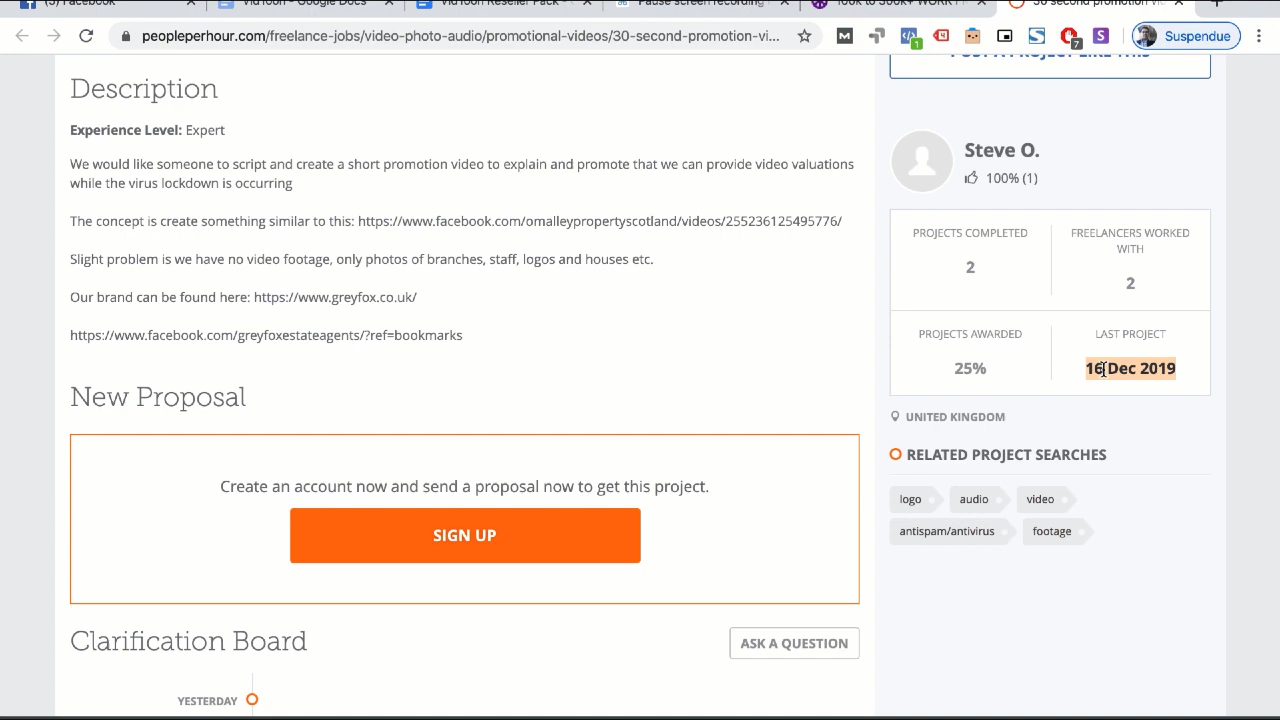 (3) Facebook
VidToon - Google Docs
VidToon Reseller Pack -
Pause screen recording
100k to 300k+ WORK F
30 second promotion vi
peopleperhour.com/freelance-jobs/video-photo-audio/promotional-videos/30-second-promotion-vi...
1
7
Suspendue
POST A PROJECT LIKE THIS
Description
Experience Level: Expert
We would like someone to script and create a short promotion video to explain and promote that we can provide video valuations
while the virus lockdown is occurring
The concept is create something similar to this: https://www.facebook.com/omalleypropertyscotland/videos/255236125495776/
Slight problem is we have no video footage, only photos of branches, staff, logos and houses etc.
Our brand can be found here: https://www.greyfox.co.uk/
https://www.facebook.com/greyfoxestateagents/?ref=bookmarks
New Proposal
Create an account now and send a proposal now to get this project.
SIGN UP
Clarification Board
ASK A QUESTION
YESTERDAY
Steve O.
100% (1)
PROJECTS COMPLETED
2
FREELANCERS WORKED
WITH
2
PROJECTS AWARDED
25%
LAST PROJECT
16 Dec 2019
UNITED KINGDOM
RELATED PROJECT SEARCHES
logo
audio
video
antispam/antivirus
footage